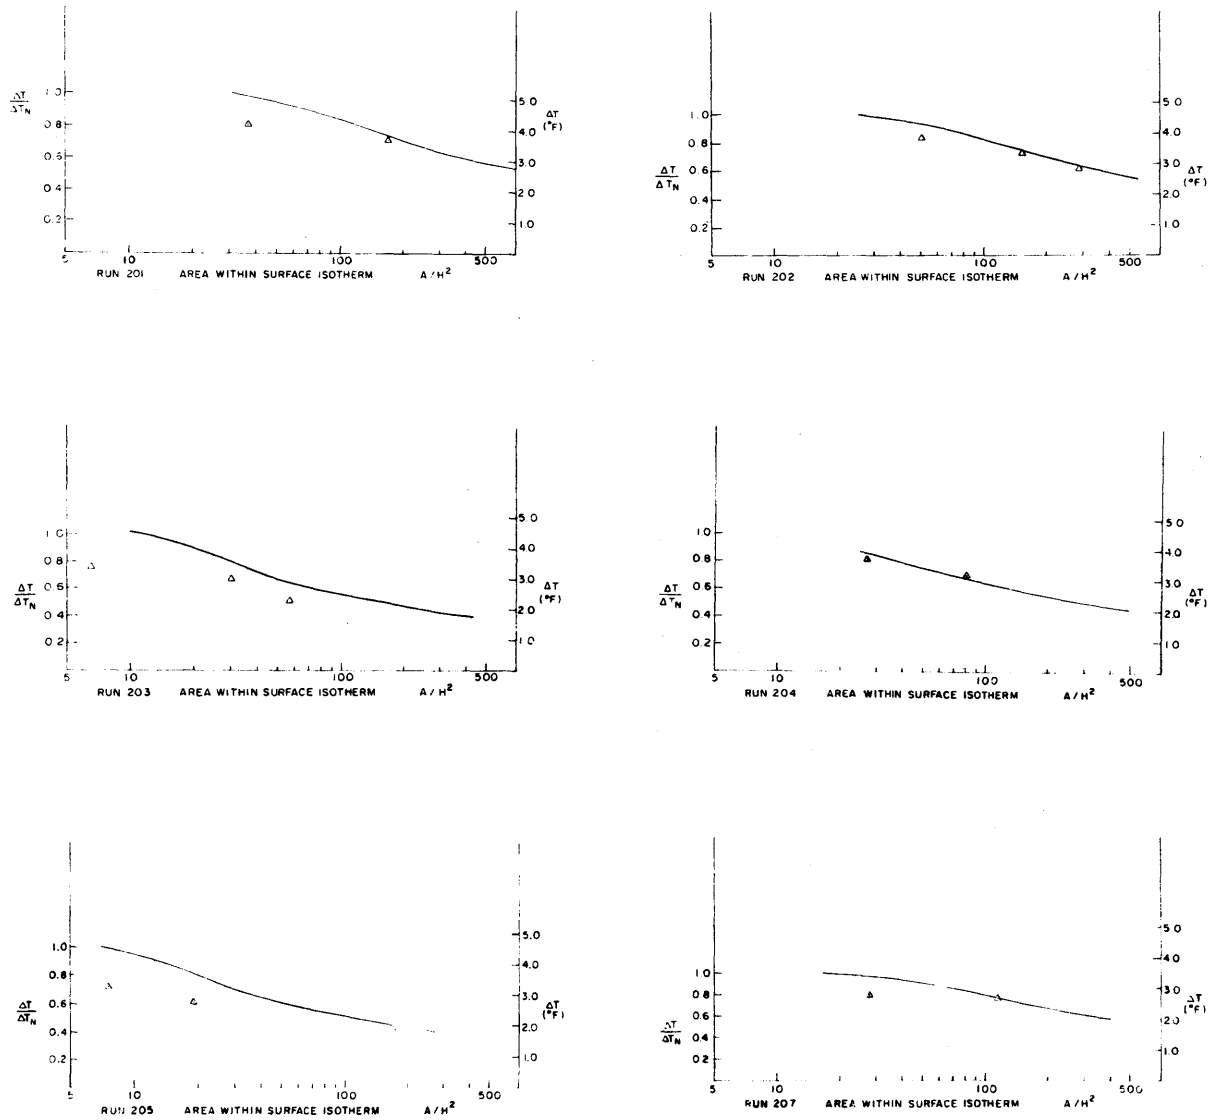 ΔT
ΔT_N
1.0
0.8
0.6
0.4
0.2
5.0
4.0
3.0
2.0
1.0
ΔT
(°F)
5 10 100 500
RUN 201 AREA WITHIN SURFACE ISOTHERM A/H²
ΔT
ΔT_N
1.0
0.8
0.6
0.4
0.2
5.0
4.0
3.0
2.0
1.0
ΔT
(°F)
5 10 100 500
RUN 202 AREA WITHIN SURFACE ISOTHERM A/H²
ΔT
ΔT_N
1.0
0.8
0.6
0.4
0.2
5.0
4.0
3.0
2.0
1.0
ΔT
(°F)
5 10 100 500
RUN 203 AREA WITHIN SURFACE ISOTHERM A/H²
ΔT
ΔT_N
1.0
0.8
0.6
0.4
0.2
5.0
4.0
3.0
2.0
1.0
ΔT
(°F)
5 10 100 500
RUN 204 AREA WITHIN SURFACE ISOTHERM A/H²
ΔT
ΔT_N
1.0
0.8
0.6
0.4
0.2
5.0
4.0
3.0
2.0
1.0
ΔT
(°F)
5 10 100 500
RUN 205 AREA WITHIN SURFACE ISOTHERM A/H²
ΔT
ΔT_N
1.0
0.8
0.6
0.4
0.2
5.0
4.0
3.0
2.0
1.0
ΔT
(°F)
5 10 100 500
RUN 207 AREA WITHIN SURFACE ISOTHERM A/H²